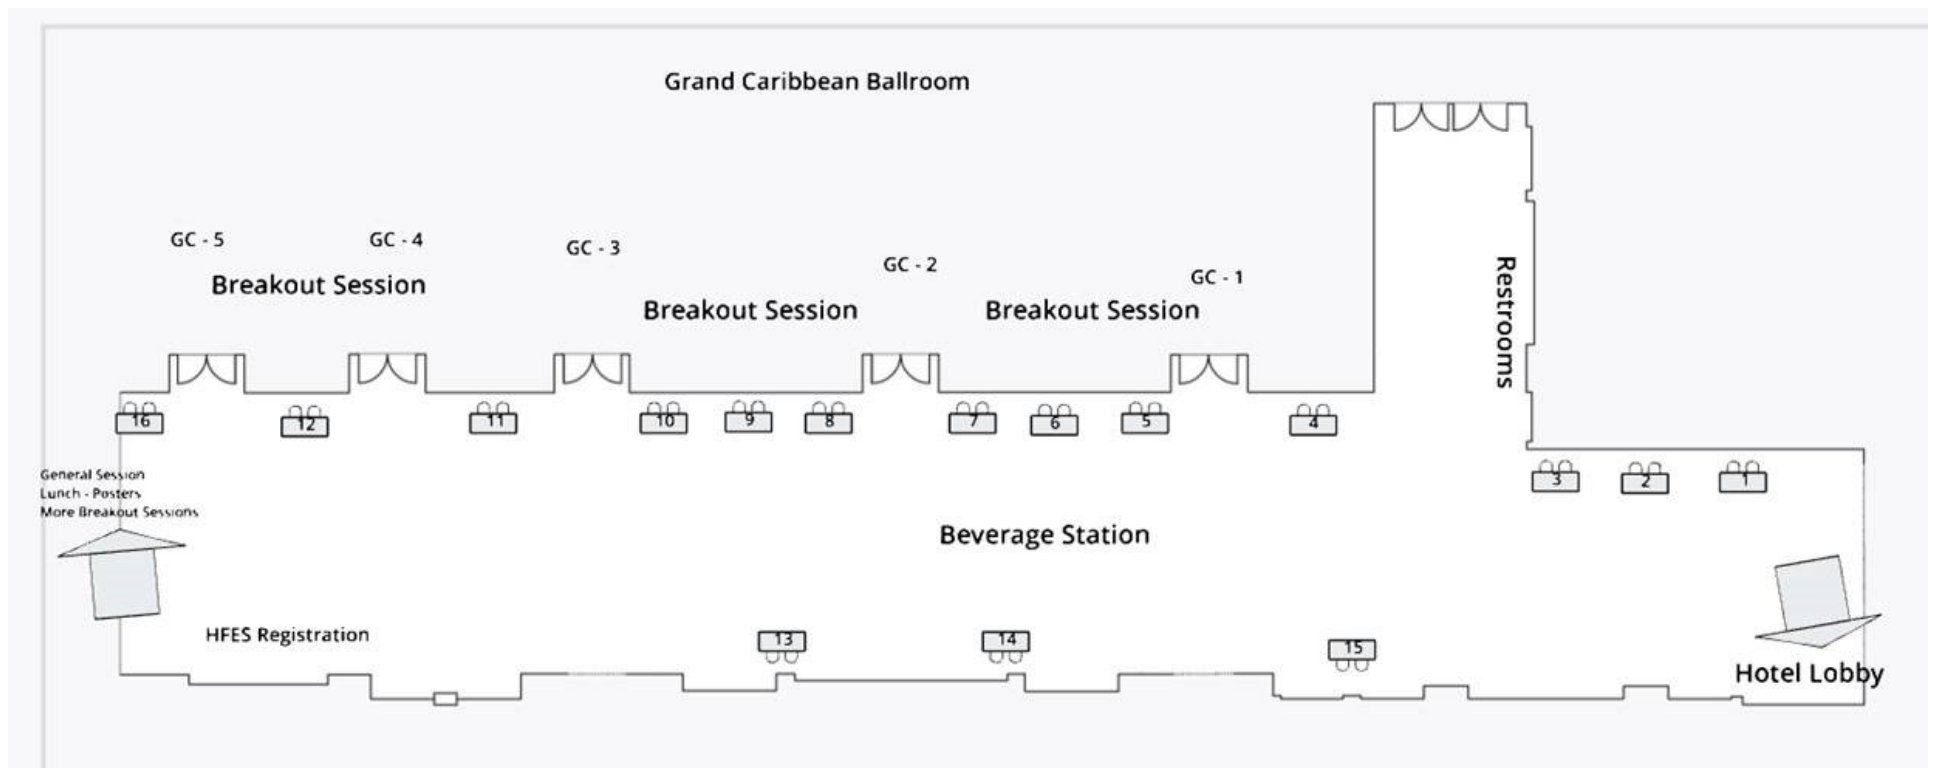 Grand Caribbean Ballroom
GC - 5
GC - 4
GC - 3
GC - 2
GC - 1
Breakout Session
Breakout Session
Breakout Session
Restrooms
16
12
11
10
9
8
7
6
5
4
3
2
1
General Session
Lunch - Posters
More Breakout Sessions
Beverage Station
HFES Registration
13
14
15
Hotel Lobby